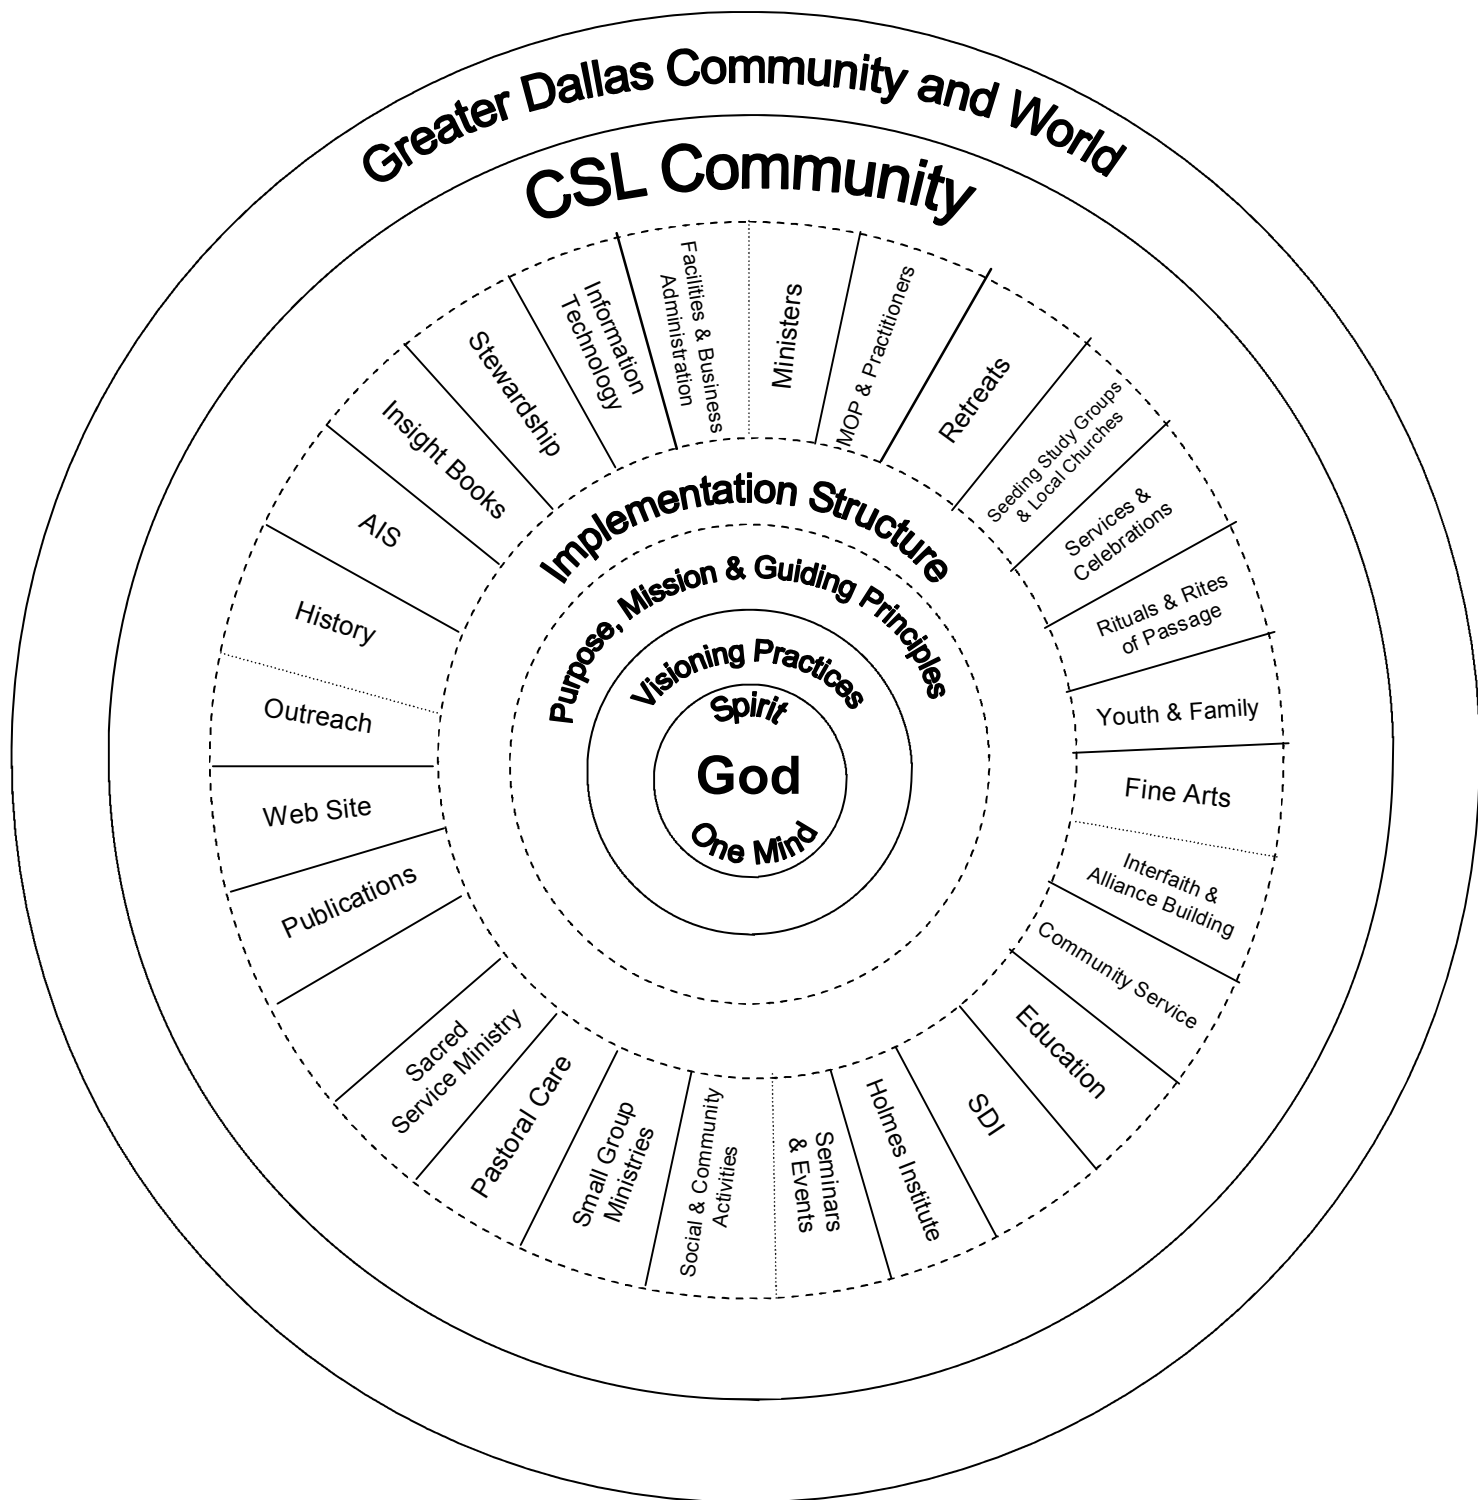 Greater Dallas Community and World
CSL Community
Facilities & Business
Administration
Ministers
MOP & Practitioners
Retreats
Seeding Study Groups
& Local Churches
Services &
Celebrations
Rituals & Rites
of Passage
Youth & Family
Fine Arts
Interfaith &
Alliance Building
Community Service
Education
SDI
Holmes Institute
Seminars
& Events
Social & Community
Activities
Small Group
Ministries
Pastoral Care
Sacred
Service Ministry
Publications
Web Site
Outreach
History
AIS
Insight Books
Stewardship
Information
Technology
Implementation Structure
Purpose, Mission & Guiding Principles
Visioning Practices
Spirit
God
One Mind